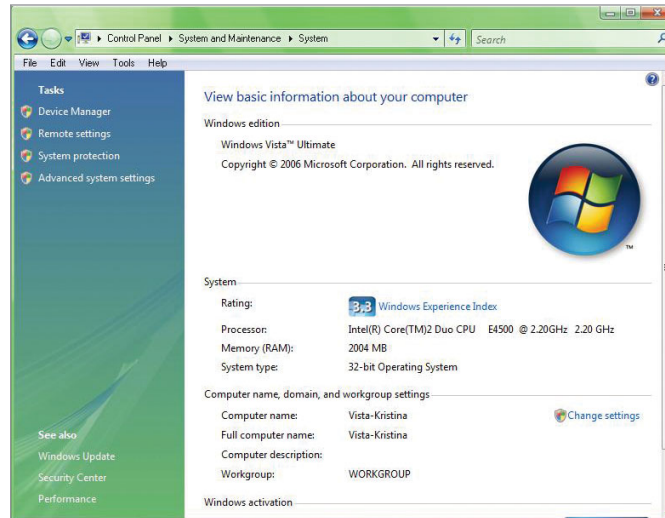 Control Panel ▸ System and Maintenance ▸ System
Search
File Edit View Tools Help
Tasks
Device Manager
Remote settings
System protection
Advanced system settings
See also
Windows Update
Security Center
Performance
View basic information about your computer
Windows edition
Windows Vista™ Ultimate
Copyright © 2006 Microsoft Corporation. All rights reserved.
TM
System
Rating: 3.3 Windows Experience Index
Processor: Intel(R) Core(TM)2 Duo CPU E4500 @ 2.20GHz 2.20 GHz
Memory (RAM): 2004 MB
System type: 32-bit Operating System
Computer name, domain, and workgroup settings
Computer name: Vista-Kristina Change settings
Full computer name: Vista-Kristina
Computer description:
Workgroup: WORKGROUP
Windows activation